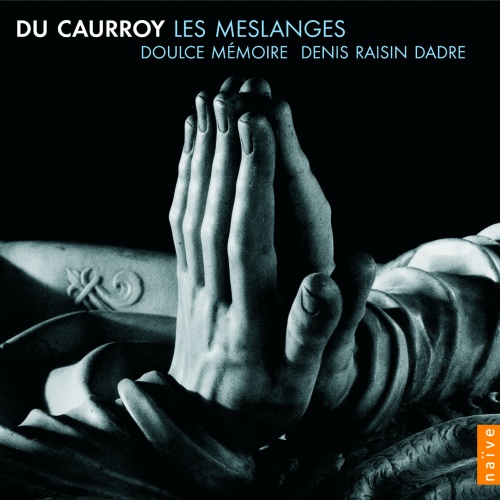 DU CAURROY LES MESLANGES
DOULCE MÉMOIRE DENIS RAISIN DADRE
naïve